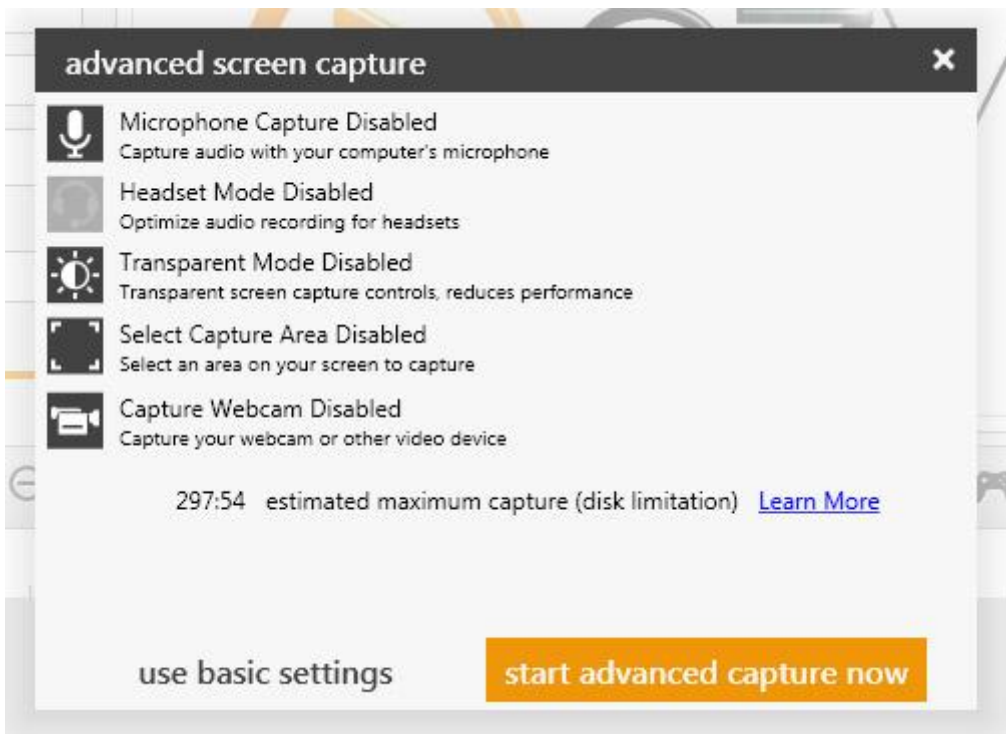 advanced screen capture
Microphone Capture Disabled
Capture audio with your computer's microphone
Headset Mode Disabled
Optimize audio recording for headsets
Transparent Mode Disabled
Transparent screen capture controls, reduces performance
Select Capture Area Disabled
Select an area on your screen to capture
Capture Webcam Disabled
Capture your webcam or other video device
297:54 estimated maximum capture (disk limitation) Learn More
use basic settings start advanced capture now